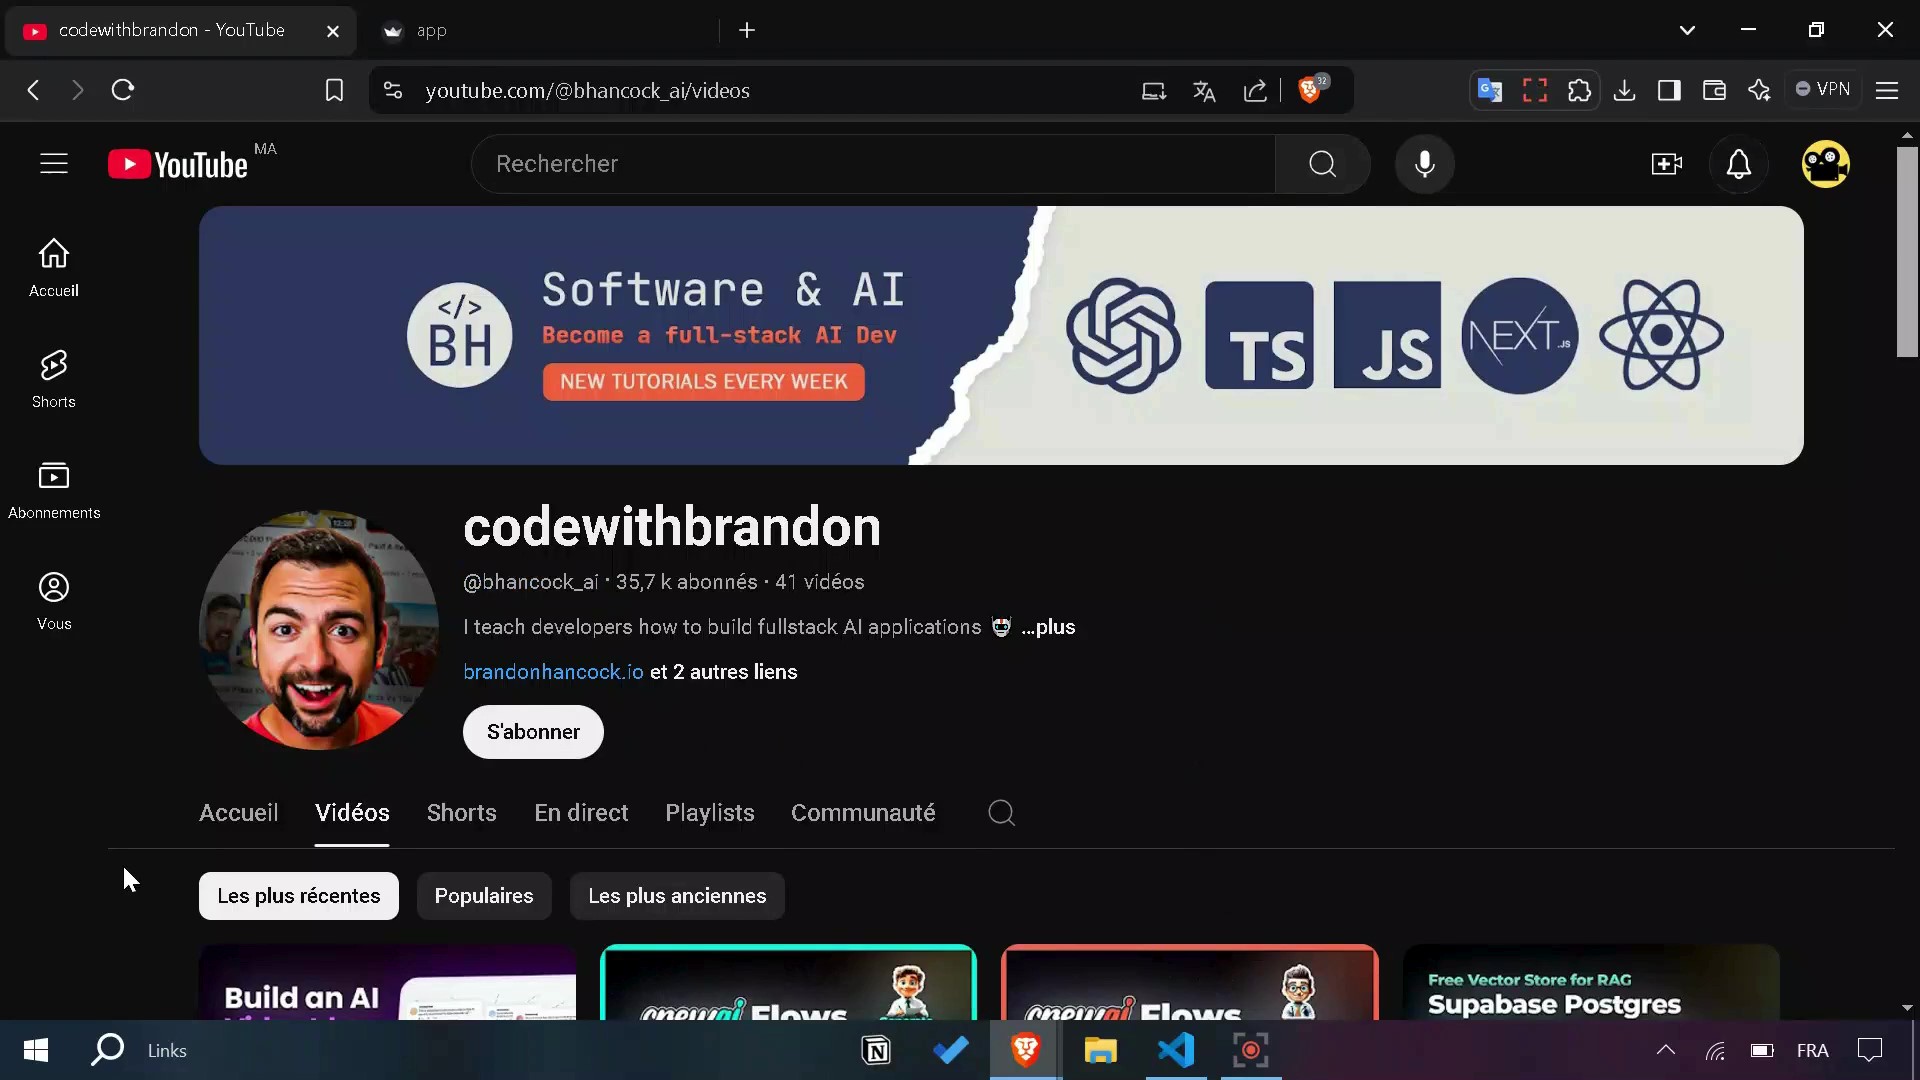 codewithbrandon - YouTube
app
youtube.com/@bhancock_ai/videos
32
VPN
YouTube MA
Rechercher
Accueil
Shorts
Abonnements
Vous
</>
BH
Software & AI
Become a full-stack AI Dev
NEW TUTORIALS EVERY WEEK
TS
JS
NEXT.JS
codewithbrandon
@bhancock_ai · 35,7 k abonnés · 41 vidéos
I teach developers how to build fullstack AI applications 🤖 ...plus
brandonhancock.io et 2 autres liens
S'abonner
Accueil
Vidéos
Shorts
En direct
Playlists
Communauté
Les plus récentes
Populaires
Les plus anciennes
Build an AI
crewai Flows
crewai Flows
Free Vector Store for RAG
Supabase Postgres
Links
FRA